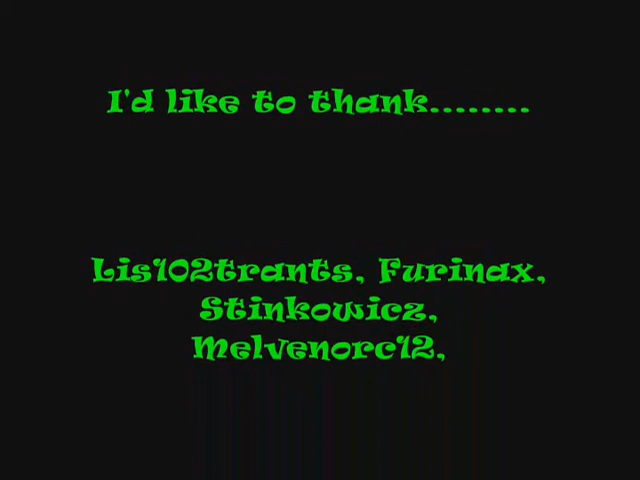 I'd like to thank........
Lis102trants, Furinax,
Stinkowicz,
Melvenorc12,